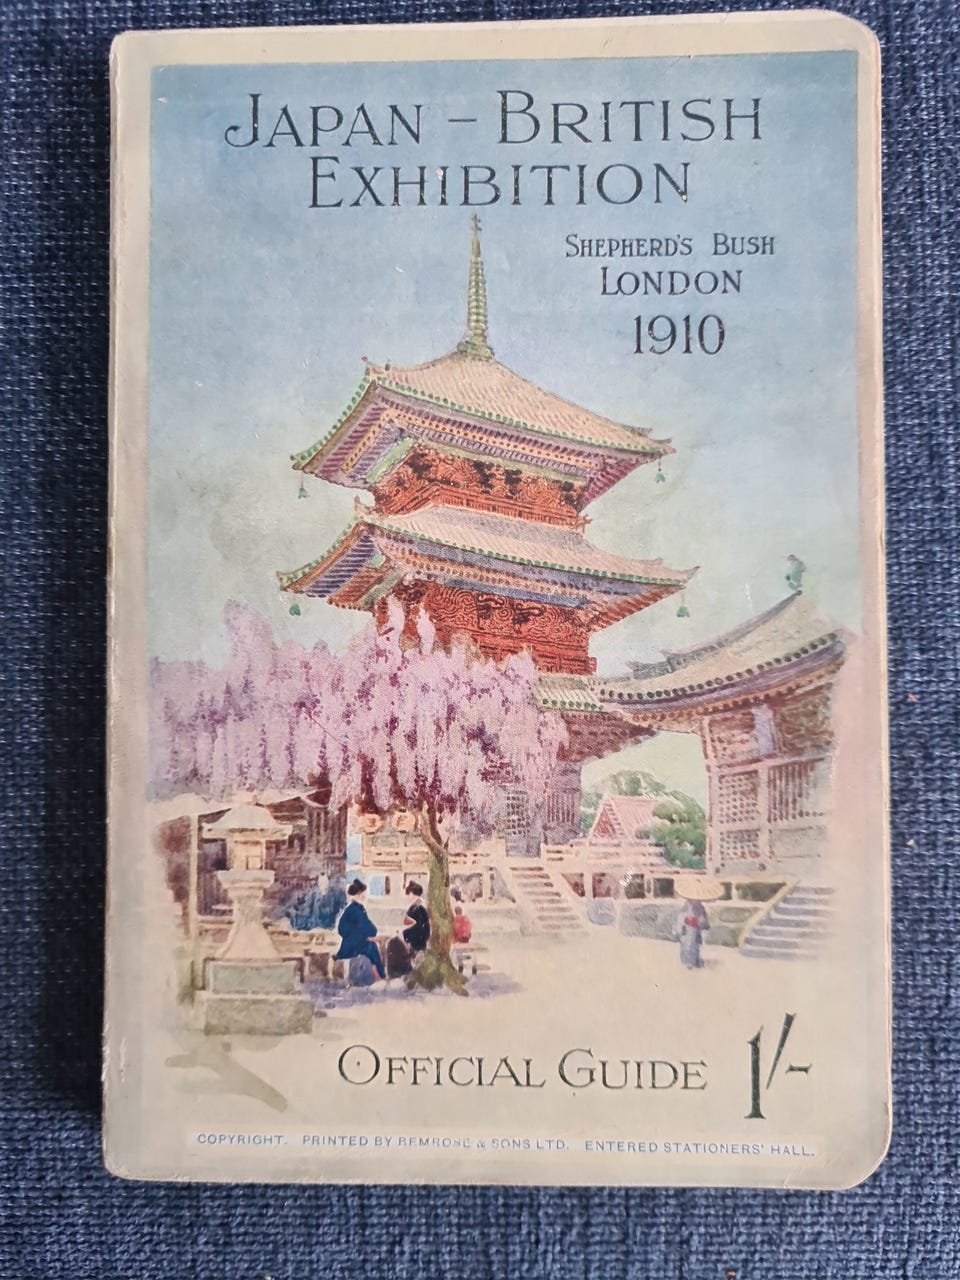 JAPAN – BRITISH
EXHIBITION
SHEPHERD'S BUSH
LONDON
1910
OFFICIAL GUIDE 1/-
COPYRIGHT. PRINTED BY BEMROSE & SONS LTD. ENTERED STATIONERS' HALL.